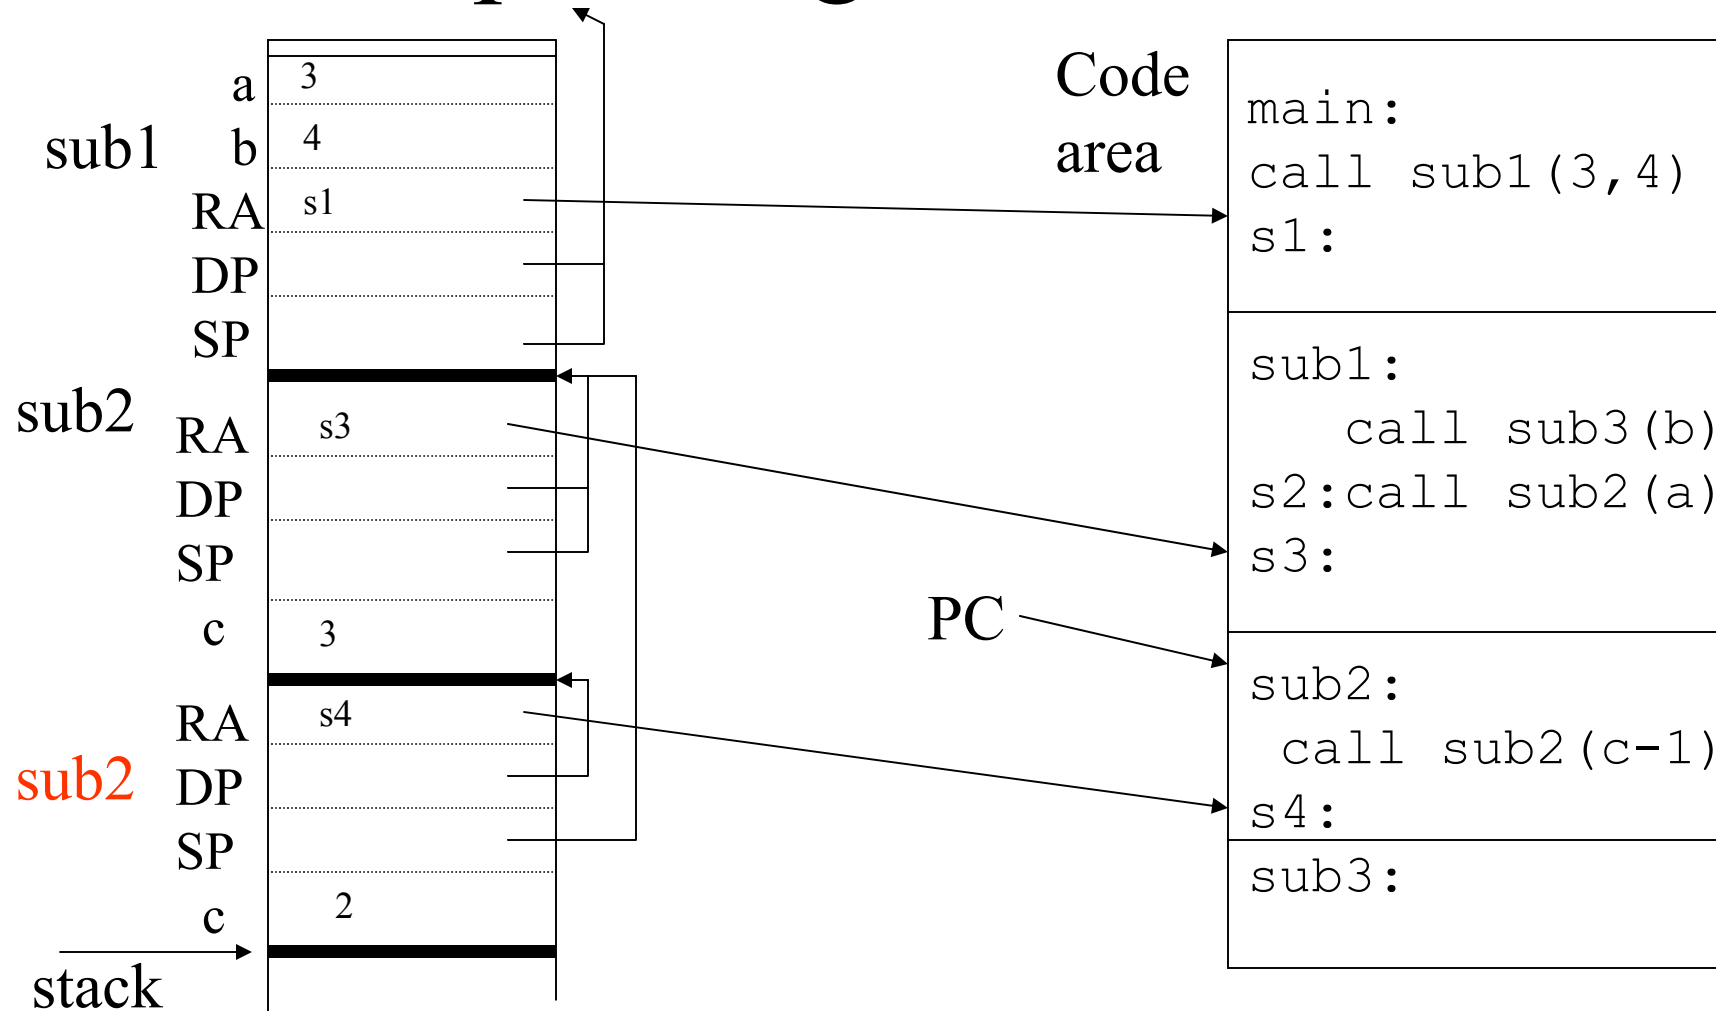 a 3
sub1 b 4
RA s1
DP
SP
sub2 RA s3
DP
SP
c 3
RA s4
sub2 DP
SP
c 2
stack
Code
area
PC
main:
call sub1(3,4)
s1:
sub1:
call sub3(b)
s2:call sub2(a)
s3:
sub2:
call sub2(c-1)
s4:
sub3: